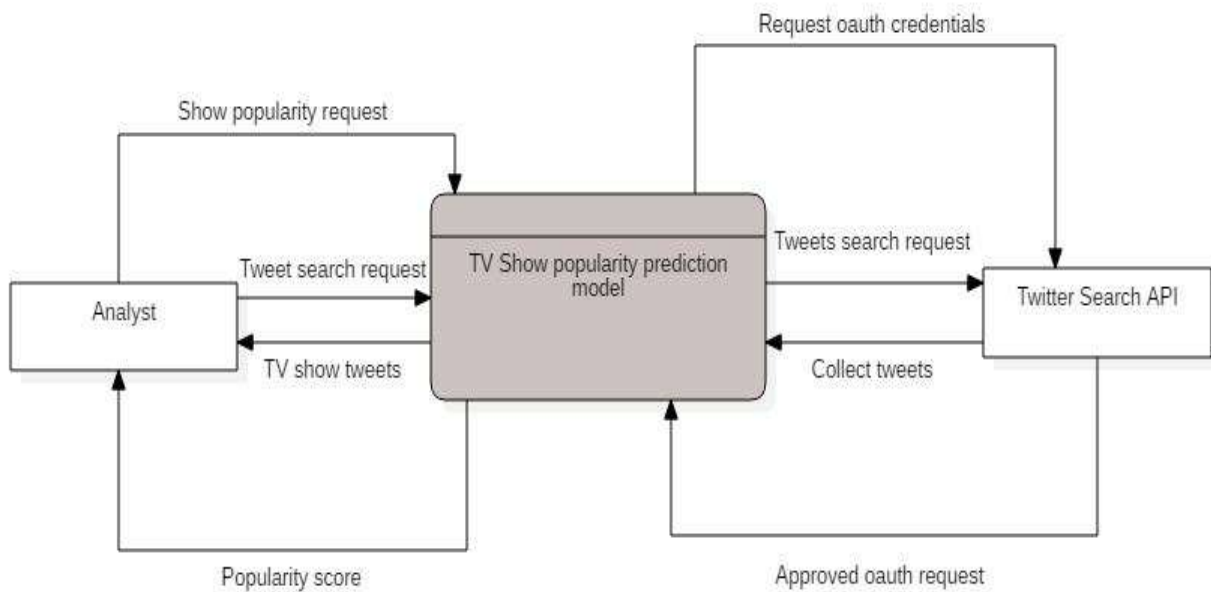 Request oauth credentials
Show popularity request
Tweets search request
Tweet search request
TV Show popularity prediction
model
Analyst
Twitter Search API
TV show tweets
Collect tweets
Popularity score
Approved oauth request